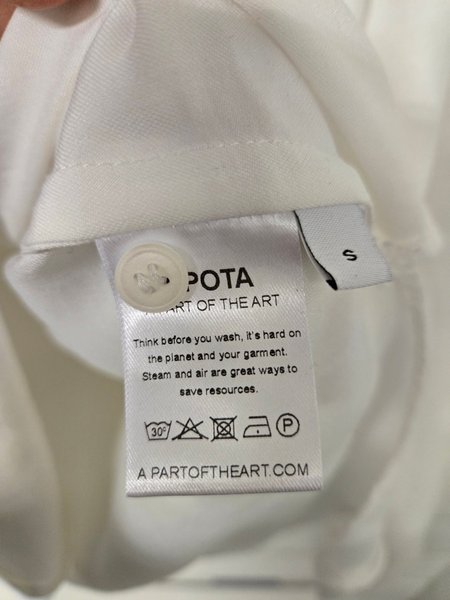 S
POTA
ART OF THE ART
Think before you wash, it's hard on
the planet and your garment.
Steam and air are great ways to
save resources.
30° P
A PARTOFTHEART.COM